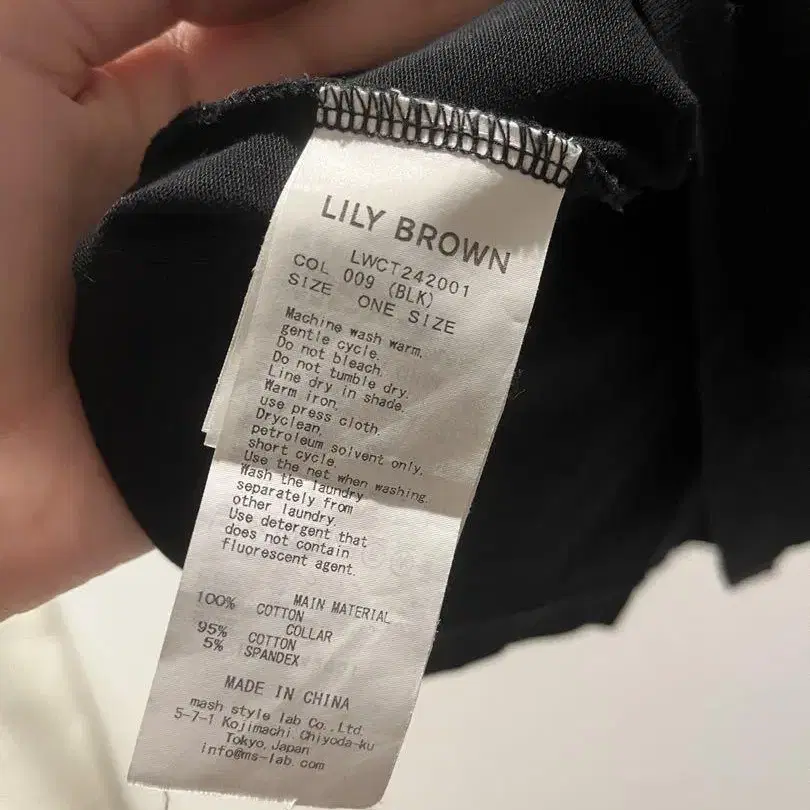 LILY BROWN
LWCT242001
COL 009 (BLK)
SIZE ONE SIZE
Machine wash warm,
gentle cycle.
Do not bleach.
Do not tumble dry.
Line dry in shade.
Warm iron,
use press cloth.
Dryclean,
petroleum solvent only,
short cycle.
Use the net when washing.
Wash the laundry
separately from
other laundry.
Use detergent that
does not contain
fluorescent agent.
MAIN MATERIAL
100% COTTON
COLLAR
95% COTTON
5% SPANDEX
MADE IN CHINA
mash style lab Co.,Ltd.
5-7-1 Kojimachi Chiyoda-ku
Tokyo,Japan
info@ms-lab.com